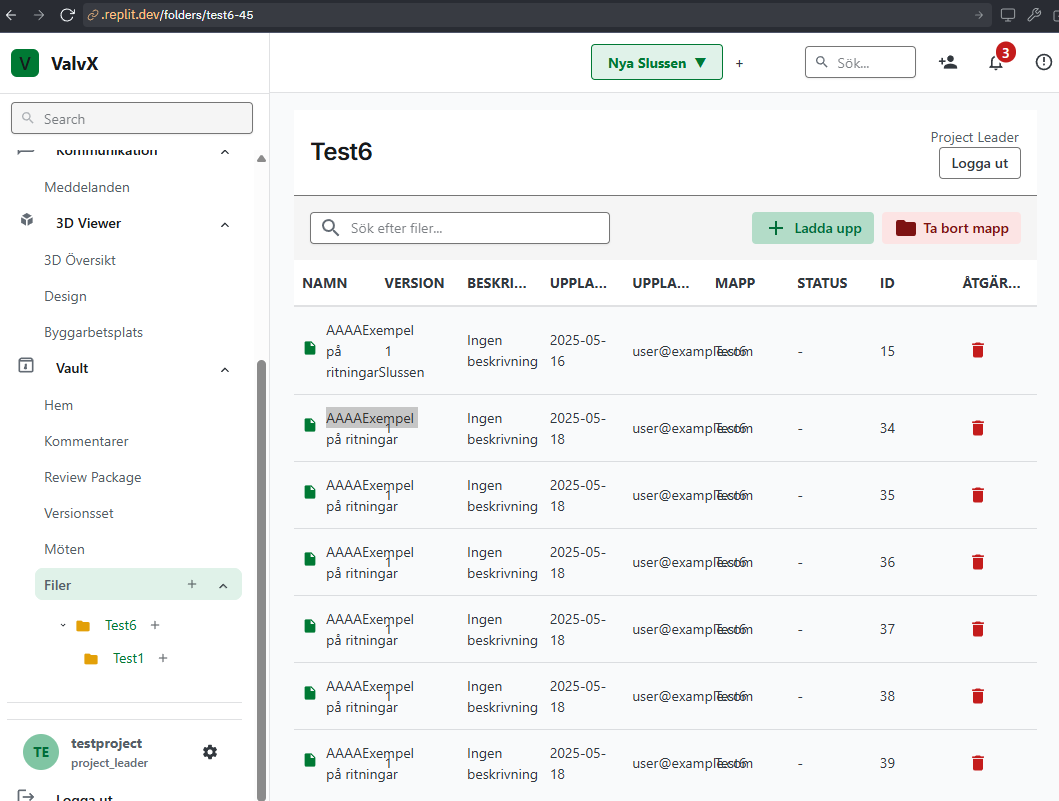 .replit.dev/folders/test6-45
V ValvX
Nya Slussen ▼ +
Sök...
3
Search
Kommunikation
Meddelanden
3D Viewer
3D Översikt
Design
Byggarbetsplats
Vault
Hem
Kommentarer
Review Package
Versionsset
Möten
Filer +
Test6 +
Test1 +
TE
testproject
project_leader
Logga ut
Test6
Project Leader
Logga ut
Sök efter filer...
+ Ladda upp
Ta bort mapp
NAMN VERSION BESKRI... UPPLA... UPPLA... MAPP STATUS ID ÅTGÄR...
AAAAExempel
på
ritningarSlussen
1
Ingen
beskrivning
2025-05-
16
user@example.com
Test6
-
15
AAAAExempel
på ritningar
1
Ingen
beskrivning
2025-05-
18
user@example.com
Test6
-
34
AAAAExempel
på ritningar
1
Ingen
beskrivning
2025-05-
18
user@example.com
Test6
-
35
AAAAExempel
på ritningar
1
Ingen
beskrivning
2025-05-
18
user@example.com
Test6
-
36
AAAAExempel
på ritningar
1
Ingen
beskrivning
2025-05-
18
user@example.com
Test6
-
37
AAAAExempel
på ritningar
1
Ingen
beskrivning
2025-05-
18
user@example.com
Test6
-
38
AAAAExempel
på ritningar
1
Ingen
beskrivning
2025-05-
18
user@example.com
Test6
-
39